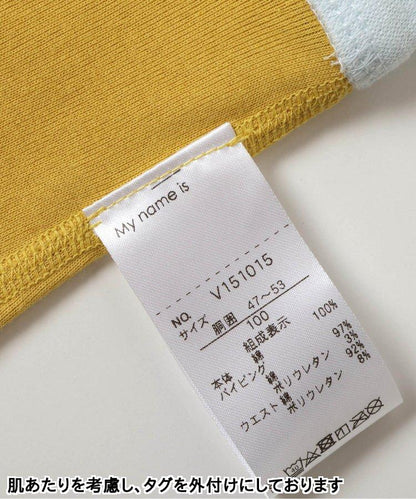 My name is
NO. V151015
サイズ 胴囲 47〜53
100
組成表示
本体 綿 100%
パイピング 綿 97%
ポリウレタン 3%
ウエスト 綿 92%
ポリウレタン 8%
肌あたりを考慮し、タグを外付けにしております